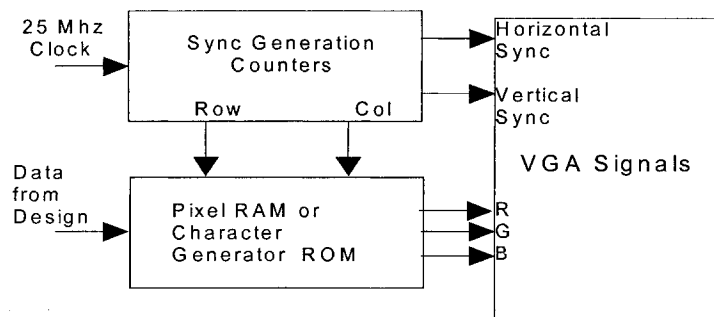 25 Mhz
Clock
Sync Generation
Counters
Row Col
Horizontal
Sync
Vertical
Sync
VGA Signals
Data
from
Design
Pixel RAM or
Character
Generator ROM
R
G
B